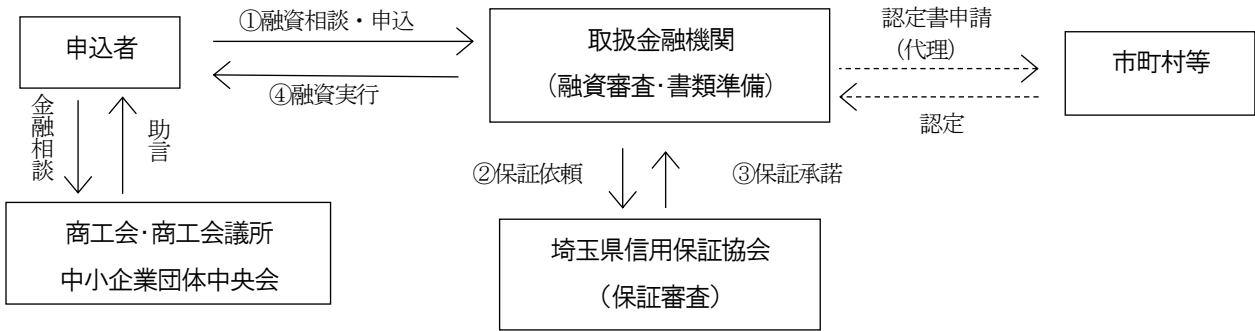 ①融資相談・申込
申込者
④融資実行
取扱金融機関
（融資審査・書類準備）
認定書申請
（代理）
認定
市町村等
金融相談
助言
②保証依頼
③保証承諾
商工会・商工会議所
中小企業団体中央会
埼玉県信用保証協会
（保証審査）